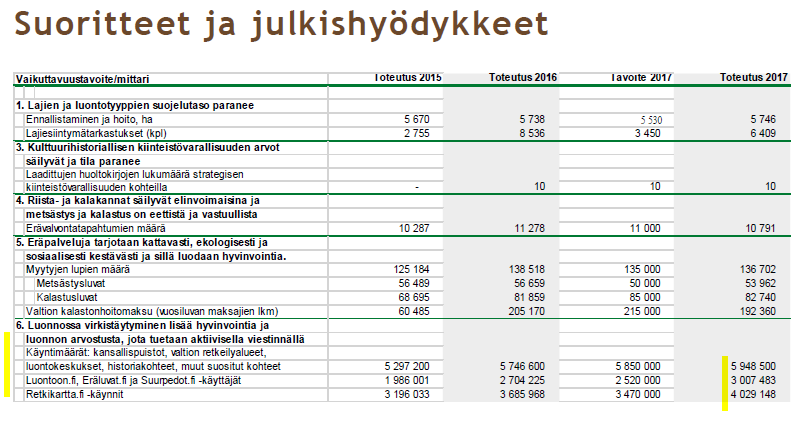 Suoritteet ja julkishyödykkeet
Vaikuttavuustavoite/mittari Toteutus 2015 Toteutus 2016 Tavoite 2017 Toteutus 2017
1. Lajien ja luontotyyppien suojelutaso paranee
Ennallistaminen ja hoito, ha 5 670 5 738 5 530 5 746
Lajiesiintymätarkastukset (kpl) 2 755 8 536 3 450 6 409
3. Kulttuurihistoriallisen kiinteistövarallisuuden arvot
säilyvät ja tila paranee
Laadittujen huoltokirjojen lukumäärä strategisen
kiinteistövarallisuuden kohteilla - 10 10 10
4. Riista- ja kalakannat säilyvät elinvoimaisina ja
metsästys ja kalastus on eettistä ja vastuullista
Erävalvontatapahtumien määrä 10 287 11 278 11 000 10 791
5. Eräpalveluja tarjotaan kattavasti, ekologisesti ja
sosiaalisesti kestävästi ja sillä luodaan hyvinvointia.
Myytyjen lupien määrä 125 184 138 518 135 000 136 702
Metsästysluvat 56 489 56 659 50 000 53 962
Kalastusluvat 68 695 81 859 85 000 82 740
Valtion kalastonhoitomaksu (vuosiluvan maksajien lkm) 60 485 205 170 215 000 192 360
6. Luonnossa virkistäytyminen lisää hyvinvointia ja
luonnon arvostusta, jota tuetaan aktiivisella viestinnällä
Käyntimäärät: kansallispuistot, valtion retkeilyalueet,
luontokeskukset, historiakohteet, muut suositut kohteet 5 297 200 5 746 600 5 850 000 5 948 500
Luontoon.fi, Eräluvat.fi ja Suurpedot.fi -käyttäjät 1 986 001 2 704 225 2 520 000 3 007 483
Retkikartta.fi -käynnit 3 196 033 3 685 968 3 470 000 4 029 148